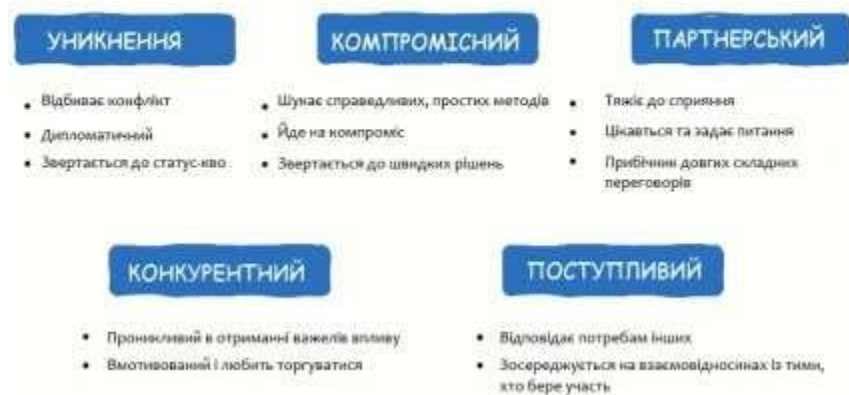 УНИКНЕННЯ
• Відбиває конфлікт
• Дипломатичний
• Звертається до статус-кво
КОМПРОМІСНИЙ
• Шукає справедливих, простих методів
• Йде на компроміс
• Звертається до швидких рішень
ПАРТНЕРСЬКИЙ
• Тяжіє до сприяння
• Цікавться та задає питання
• Прибічник довгих складних
переговорів
КОНКУРЕНТНИЙ
• Проникливий в отриманні важелів впливу
• Вмотивований і любить торгуватися
ПОСТУПЛИВИЙ
• Відповідає потребам інших
• Зосереджується на взаємовідносинах із тими,
хто бере участь